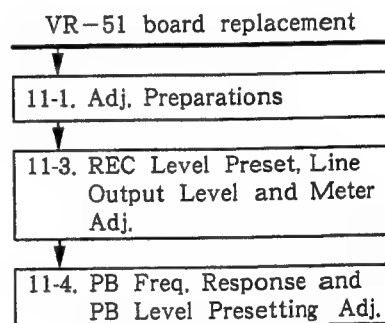 VR-51 board replacement
11-1. Adj. Preparations
11-3. REC Level Preset, Line
Output Level and Meter
Adj.
11-4. PB Freq. Response and
PB Level Presetting Adj.